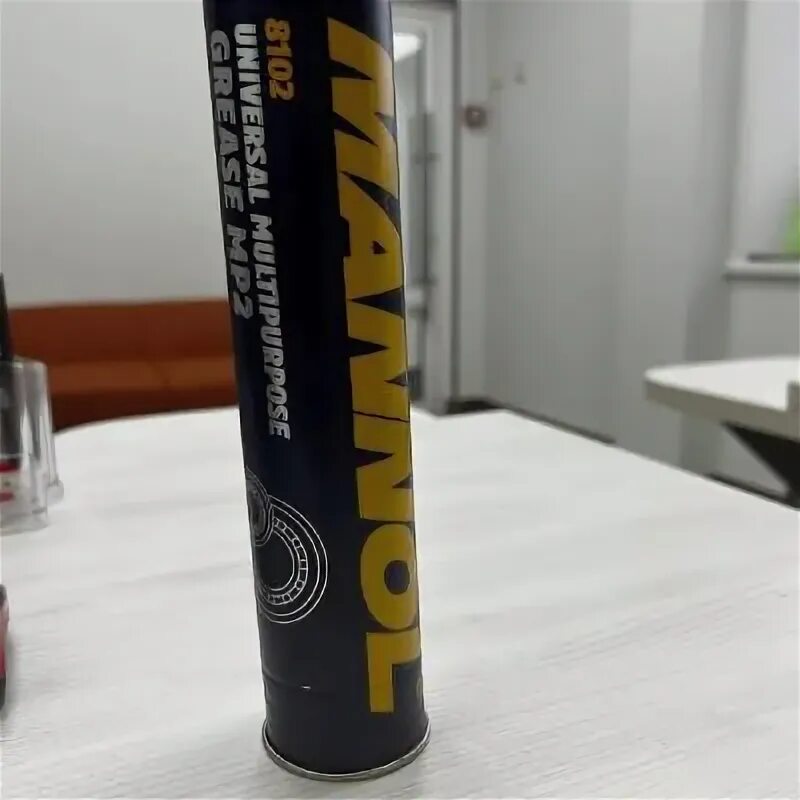 MANNOL
8102
UNIVERSAL MULTIPURPOSE
GREASE MP2